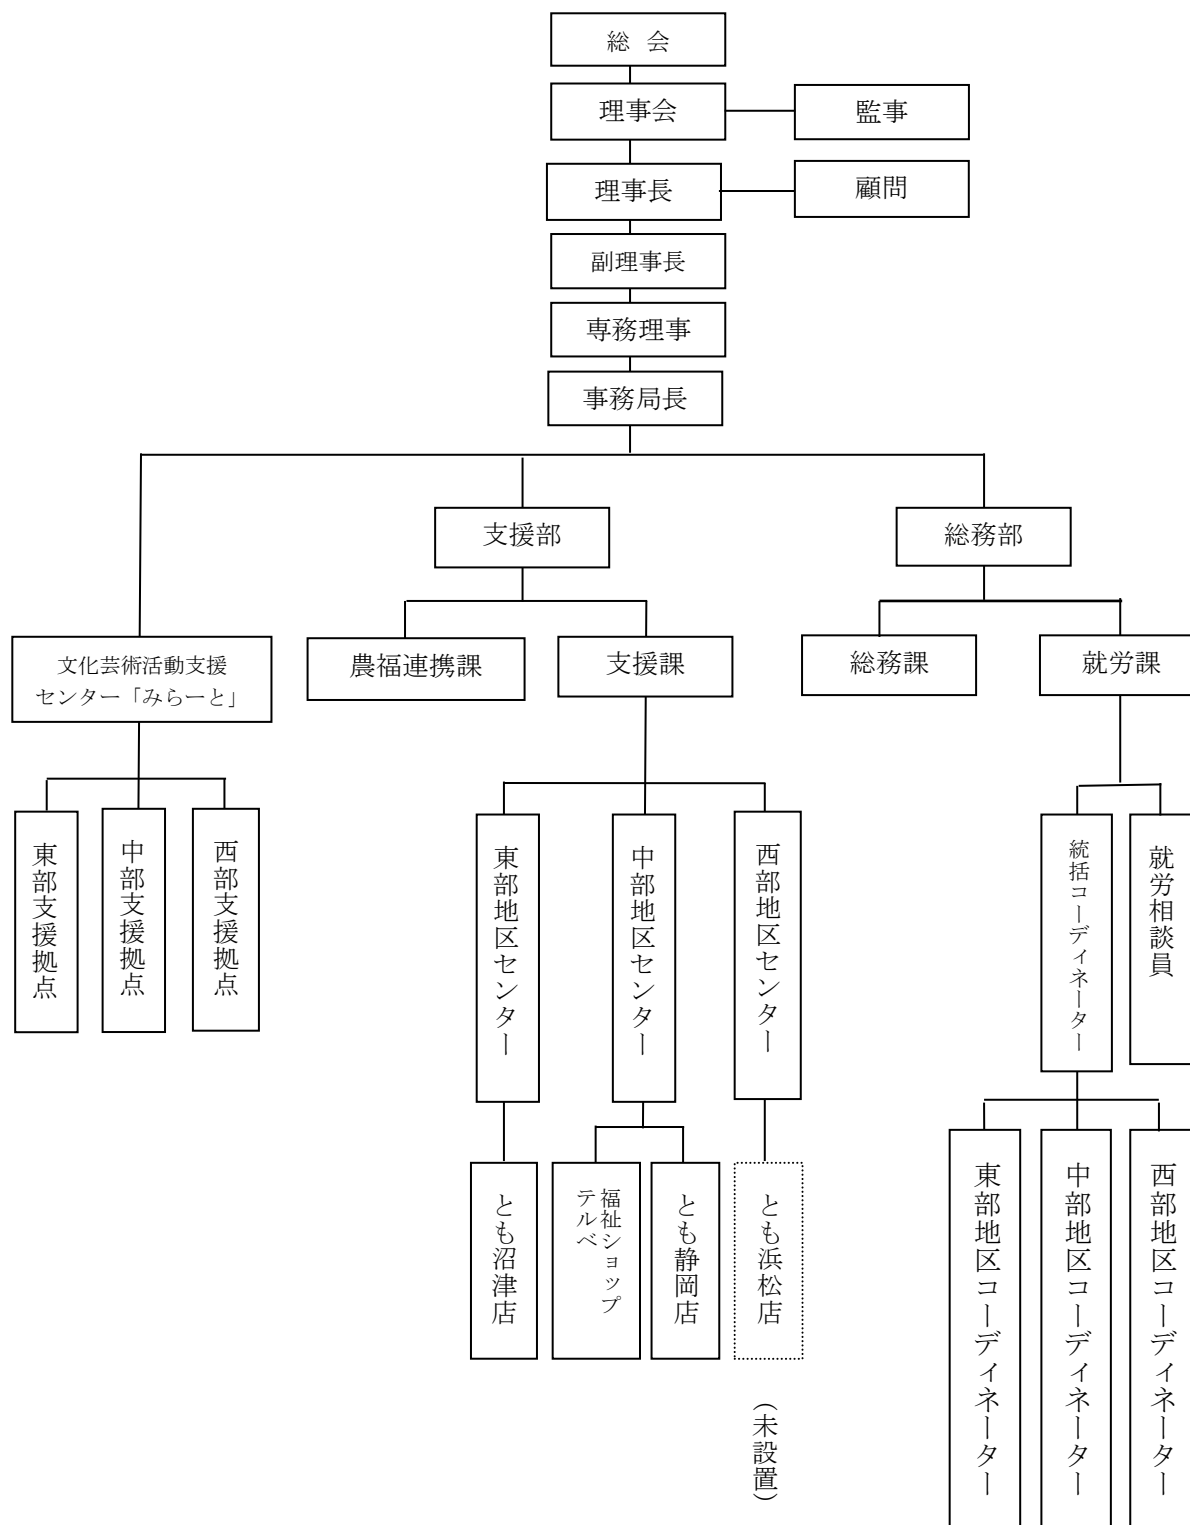 総 会
理事会
監事
理事長
顧問
副理事長
専務理事
事務局長
支援部
総務部
文化芸術活動支援
センター「みらーと」
農福連携課
支援課
総務課
就労課
東部支援拠点
中部支援拠点
西部支援拠点
東部地区センター
中部地区センター
西部地区センター
統括コーディネーター
就労相談員
とも沼津店
福祉ショップ
テルベ
とも静岡店
とも浜松店
（未設置）
東部地区コーディネーター
中部地区コーディネーター
西部地区コーディネーター